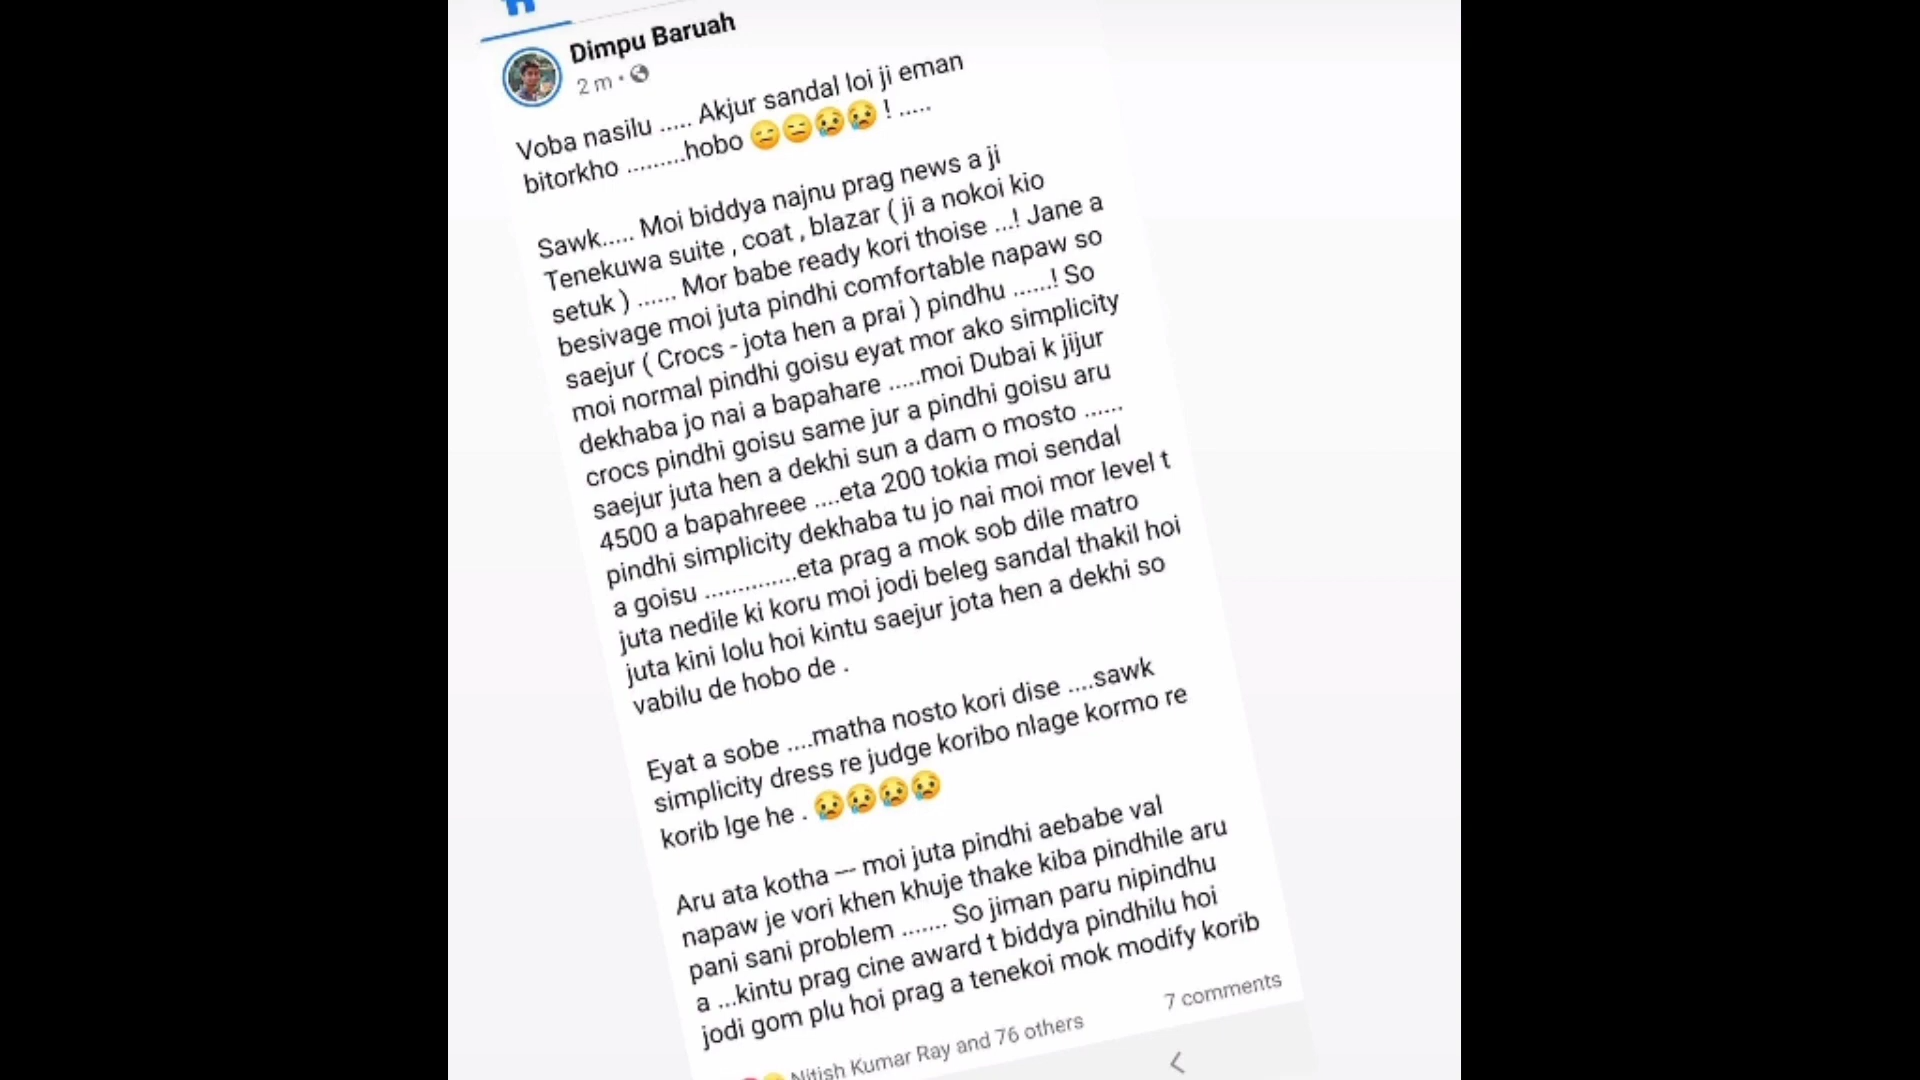 Dimpu Baruah
2 m
Voba nasilu ..... Akjur sandal loi ji eman
bitorkho .........hobo 😑😑😢😢 ! .....
Sawk..... Moi biddya najnu prag news a ji
Tenekuwa suite , coat , blazar ( ji a nokoi kio
setuk ) ...... Mor babe ready kori thoise ...! Jane a
besivage moi juta pindhi comfortable napaw so
saejur ( Crocs - jota hen a prai ) pindhu ......! So
moi normal pindhi goisu eyat mor ako simplicity
dekhaba jo nai a bapahare .....moi Dubai k jijur
crocs pindhi goisu same jur a pindhi goisu aru
saejur juta hen a dekhi sun a dam o mosto ......
4500 a bapahreee ....eta 200 tokia moi sendal
pindhi simplicity dekhaba tu jo nai moi mor level t
a goisu ..............eta prag a mok sob dile matro
juta nedile ki koru moi jodi beleg sandal thakil hoi
juta kini lolu hoi kintu saejur jota hen a dekhi so
vabilu de hobo de .
Eyat a sobe ....matha nosto kori dise ....sawk
simplicity dress re judge koribo nlage kormo re
korib lge he . 😢😢😢😢
Aru ata kotha --- moi juta pindhi aebabe val
napaw je vori khen khuje thake kiba pindhile aru
pani sani problem ....... So jiman paru nipindhu
a ...kintu prag cine award t biddya pindhilu hoi
jodi gom plu hoi prag a tenekoi mok modify korib
Nitish Kumar Ray and 76 others
7 comments